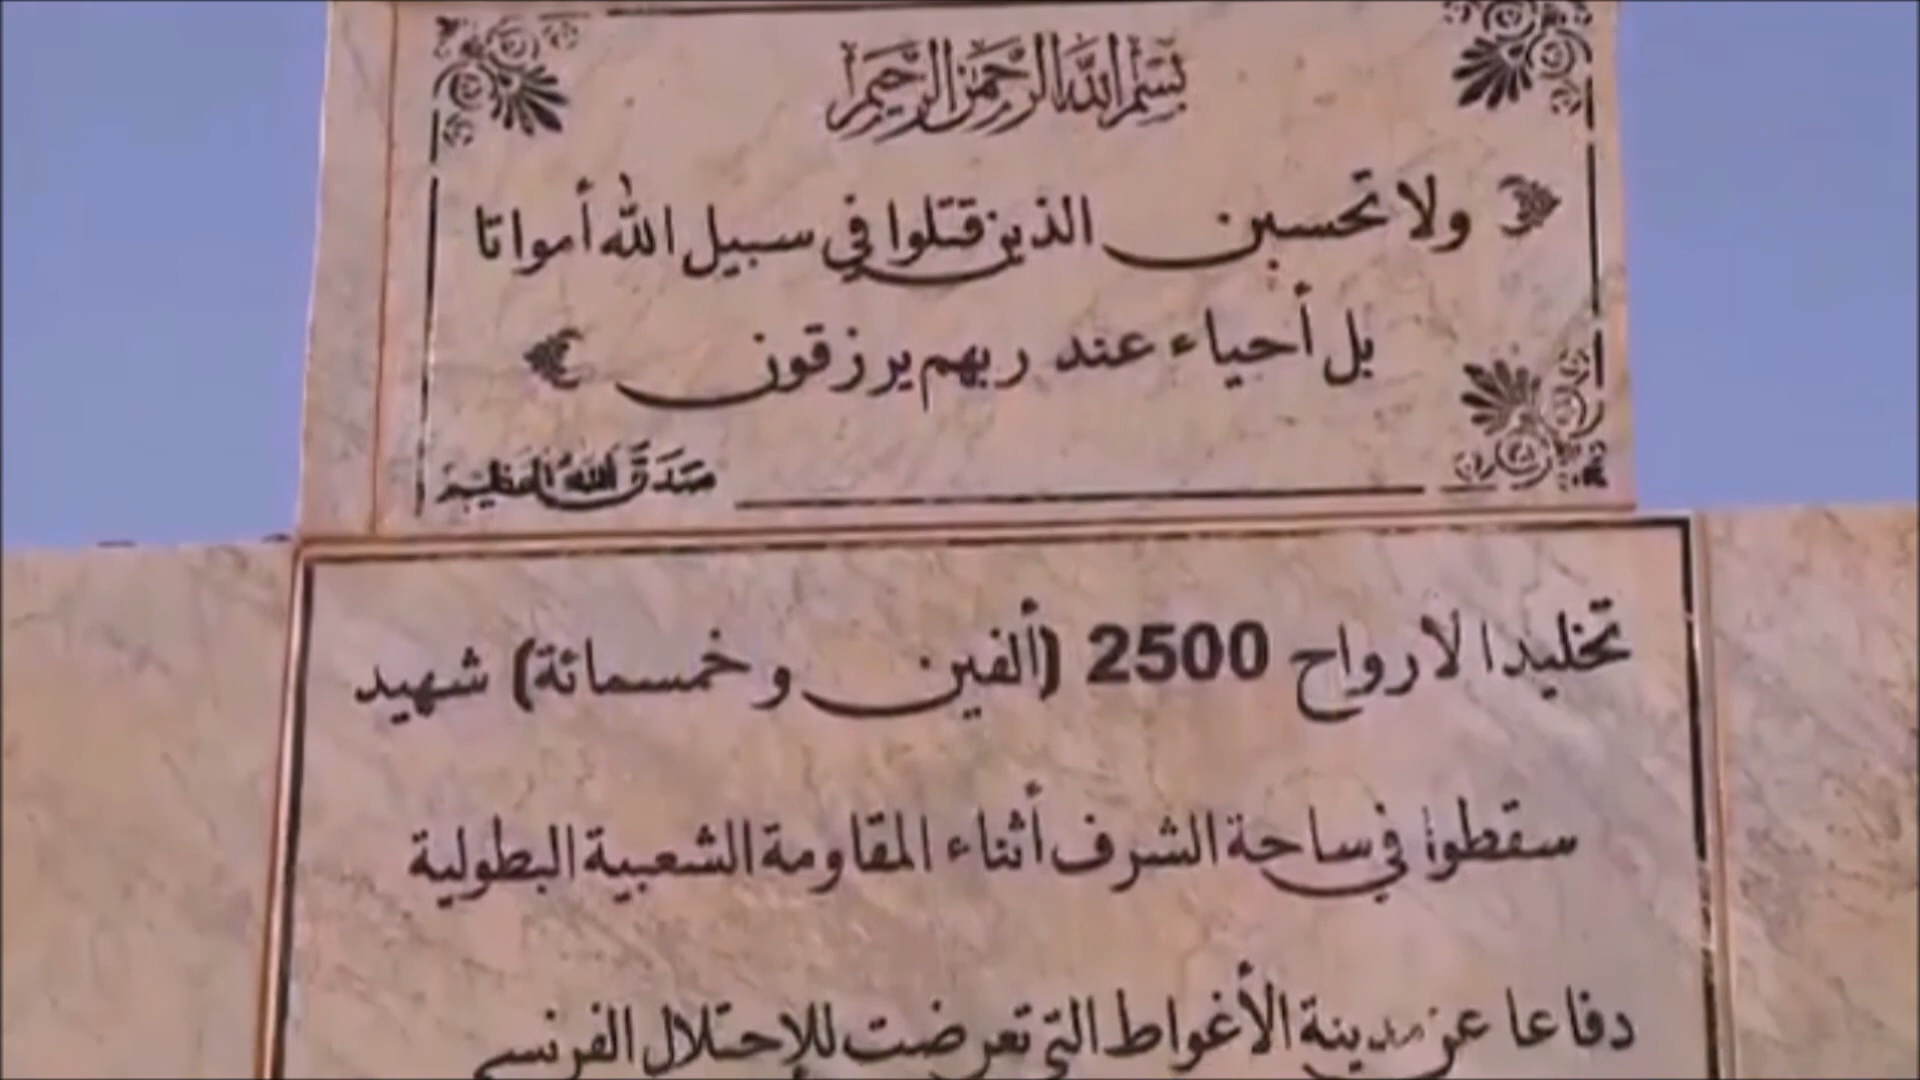 بسم الله الرحمن الرحيم
ولا تحسبن الذين قتلوا في سبيل الله أمواتا
بل أحياء عند ربهم يرزقون
صدق الله العظيم
تخليدا لارواح 2500 (ألفين وخمسمائة) شهيد
سقطوا في ساحة الشرف أثناء المقاومة الشعبية البطولية
دفاعا عن مدينة الأغواط التي تعرضت للإحتلال الفرنسي